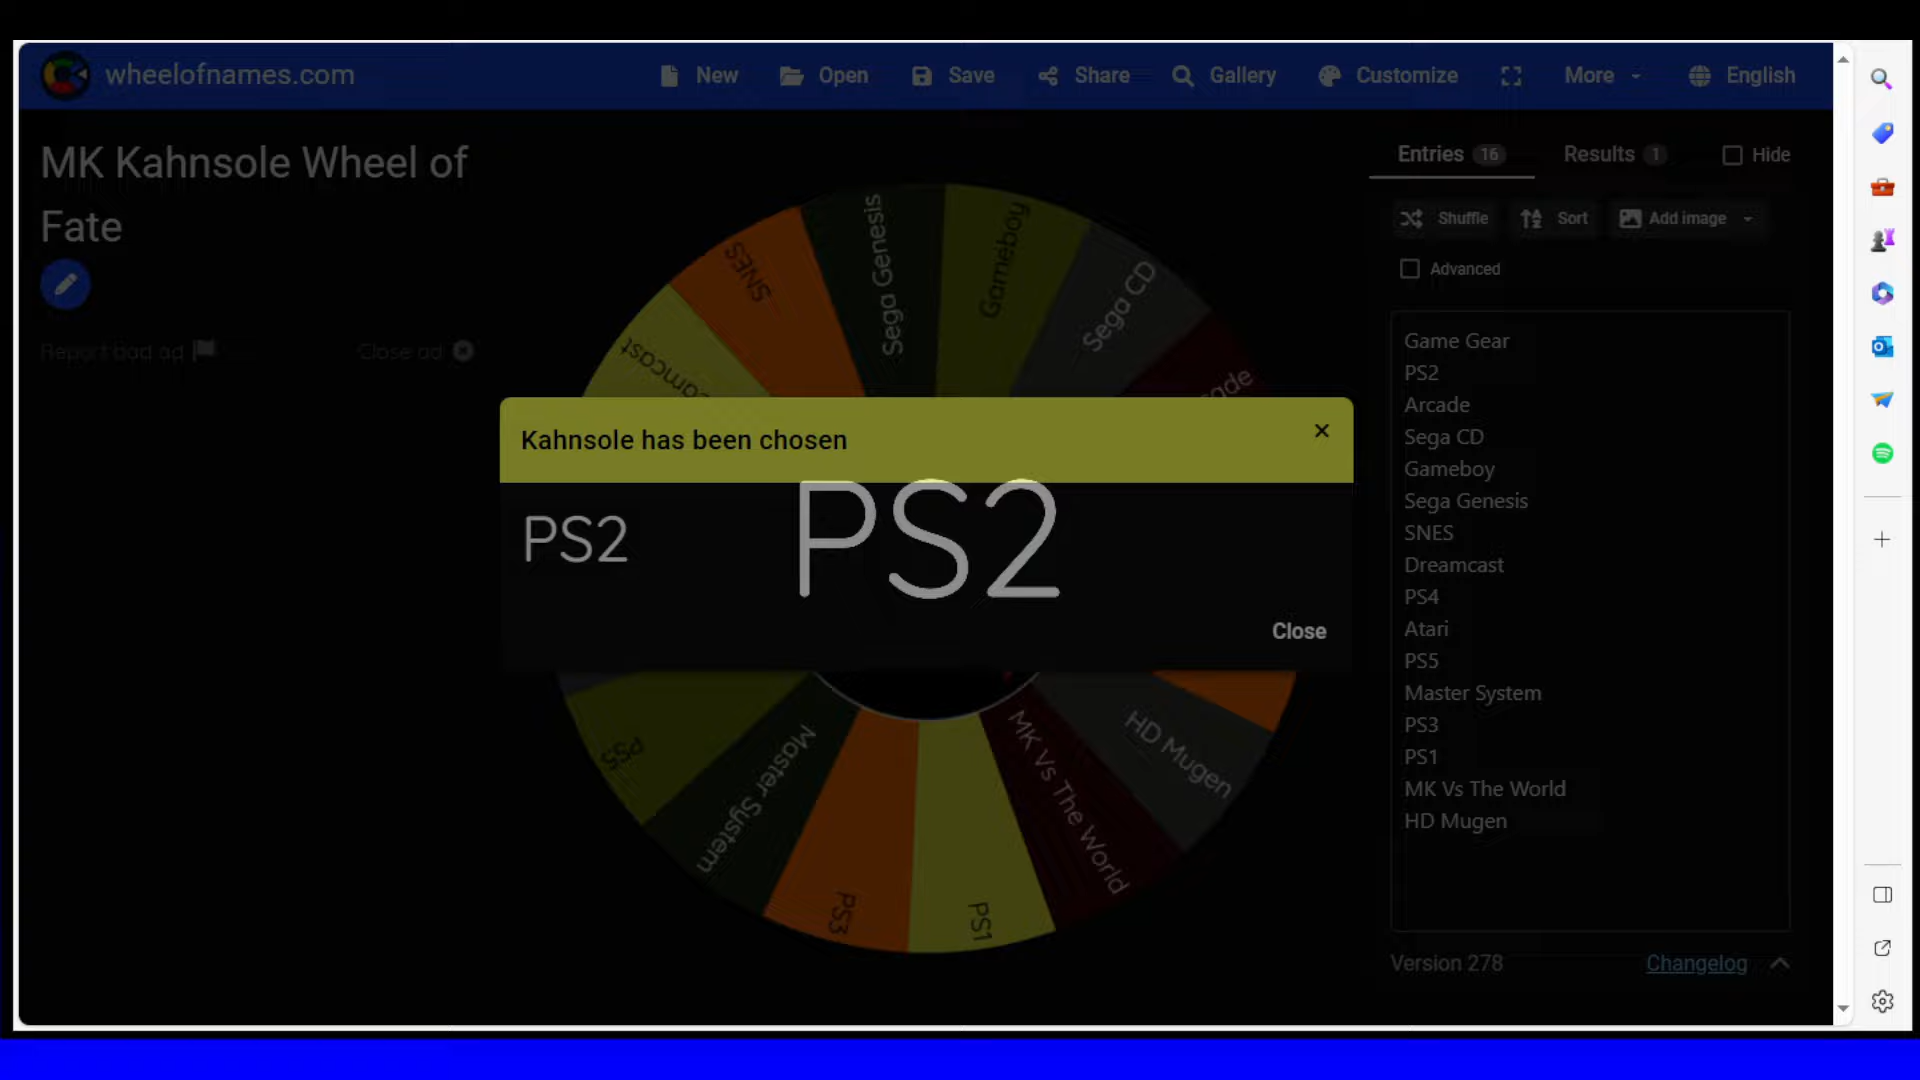 wheelofnames.com
New
Open
Save
Share
Gallery
Customize
More
English
MK Kahnsole Wheel of
Fate
Report bad ad
Close ad
Entries 16
Results 1
Hide
Shuffle
Sort
Add image
Advanced
Game Gear
PS2
Arcade
Sega CD
Gameboy
Sega Genesis
SNES
Dreamcast
PS4
Atari
PS5
Master System
PS3
PS1
MK Vs The World
HD Mugen
Version 278
Changelog
SNES
Sega Genesis
Gameboy
Sega CD
Kahnsole has been chosen
PS2
PS2
Close
PS5
Master System
PS3
PS1
MK Vs The World
HD Mugen